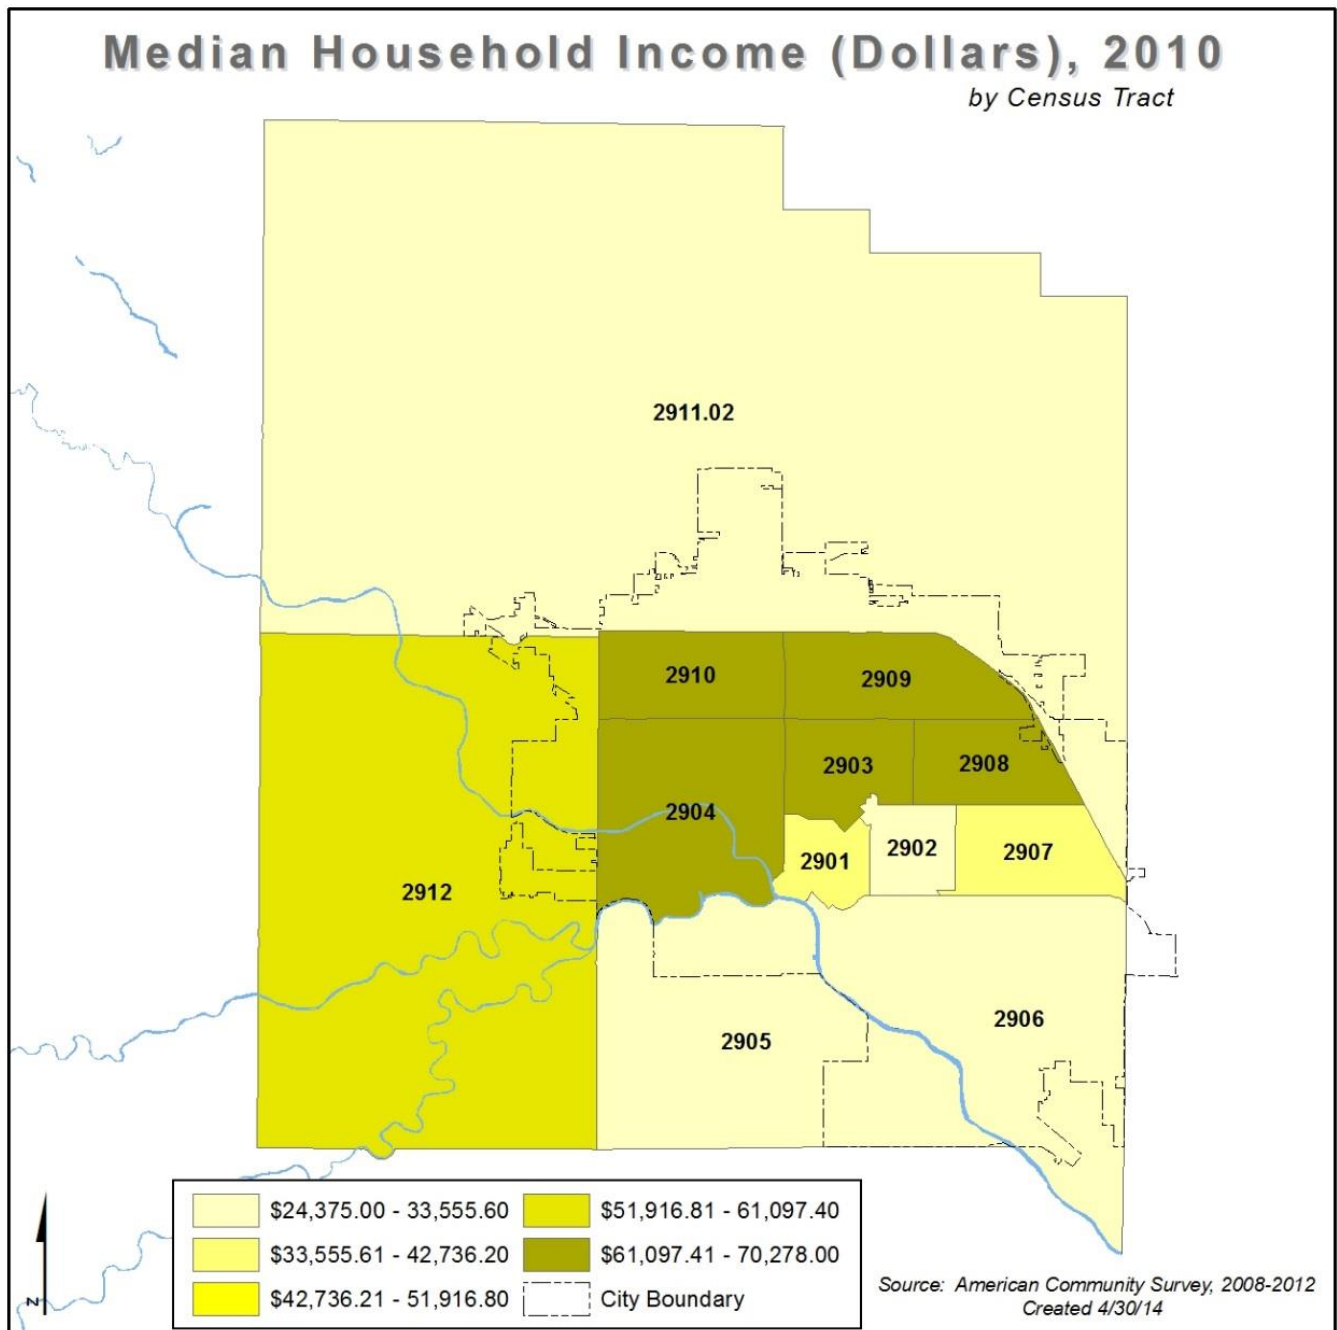 Median Household Income (Dollars), 2010
by Census Tract
2911.02
2910
2909
2903
2908
2904
2901
2902
2907
2912
2906
2905
$24,375.00 - 33,555.60
$33,555.61 - 42,736.20
$42,736.21 - 51,916.80
$51,916.81 - 61,097.40
$61,097.41 - 70,278.00
City Boundary
N
Source: American Community Survey, 2008-2012
Created 4/30/14